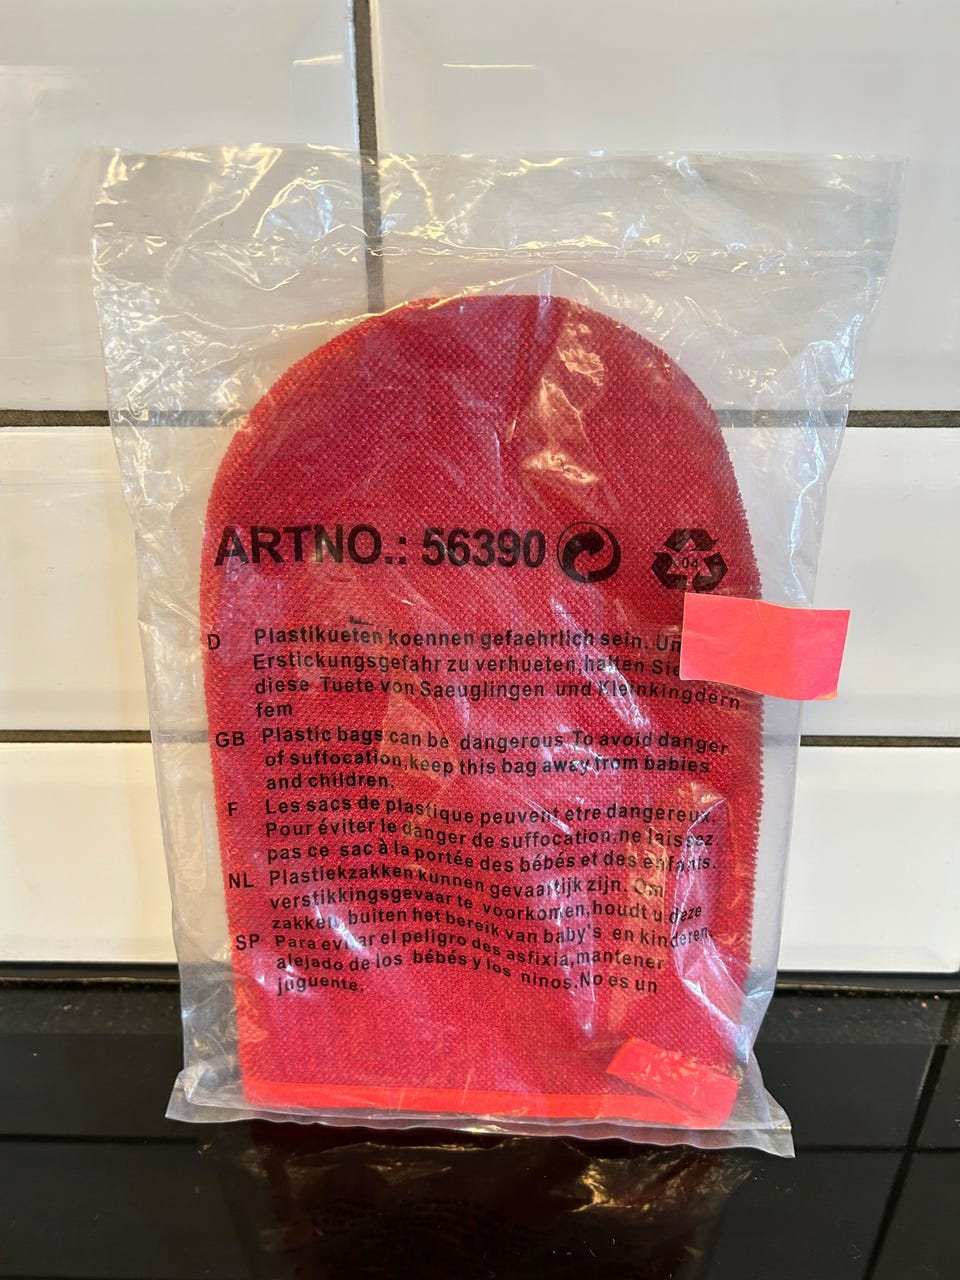 ARTNO.: 56390
04
D Plastikueten koennen gefaehrlich sein. Um
Erstickungsgefahr zu verhueten,halten Sie
diese Tuete von Saeuglingen und Kleinkingdern
fem
GB Plastic bags can be dangerous To avoid danger
of suffocation,keep this bag away from babies
and children.
F Les sacs de plastique peuvent etre dangereux.
Pour éviter le danger de suffocation,ne laissez
pas ce sac à la portée des bébés et des enfants.
NL Plastiekzakken kunnen gevaartijk zijn. Om
verstikkingsgevaar te voorkomen,houdt u deze
zakken buiten het bereik van baby's en kinderen.
SP Para evitar el peligro des asfixia,mantener
alejado de los bébés y los ninos.No es un
juguente.